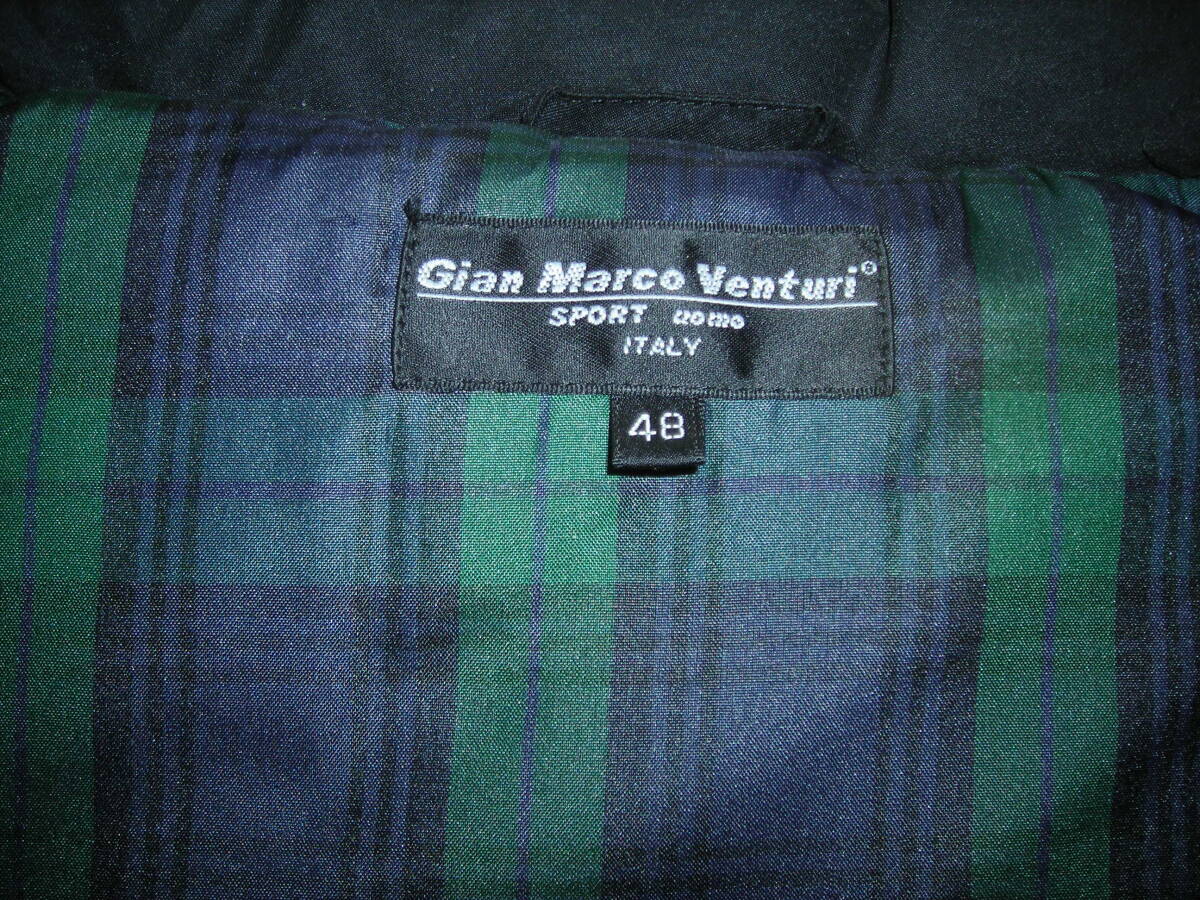 Gian Marco Venturi®
SPORT uomo
ITALY
48